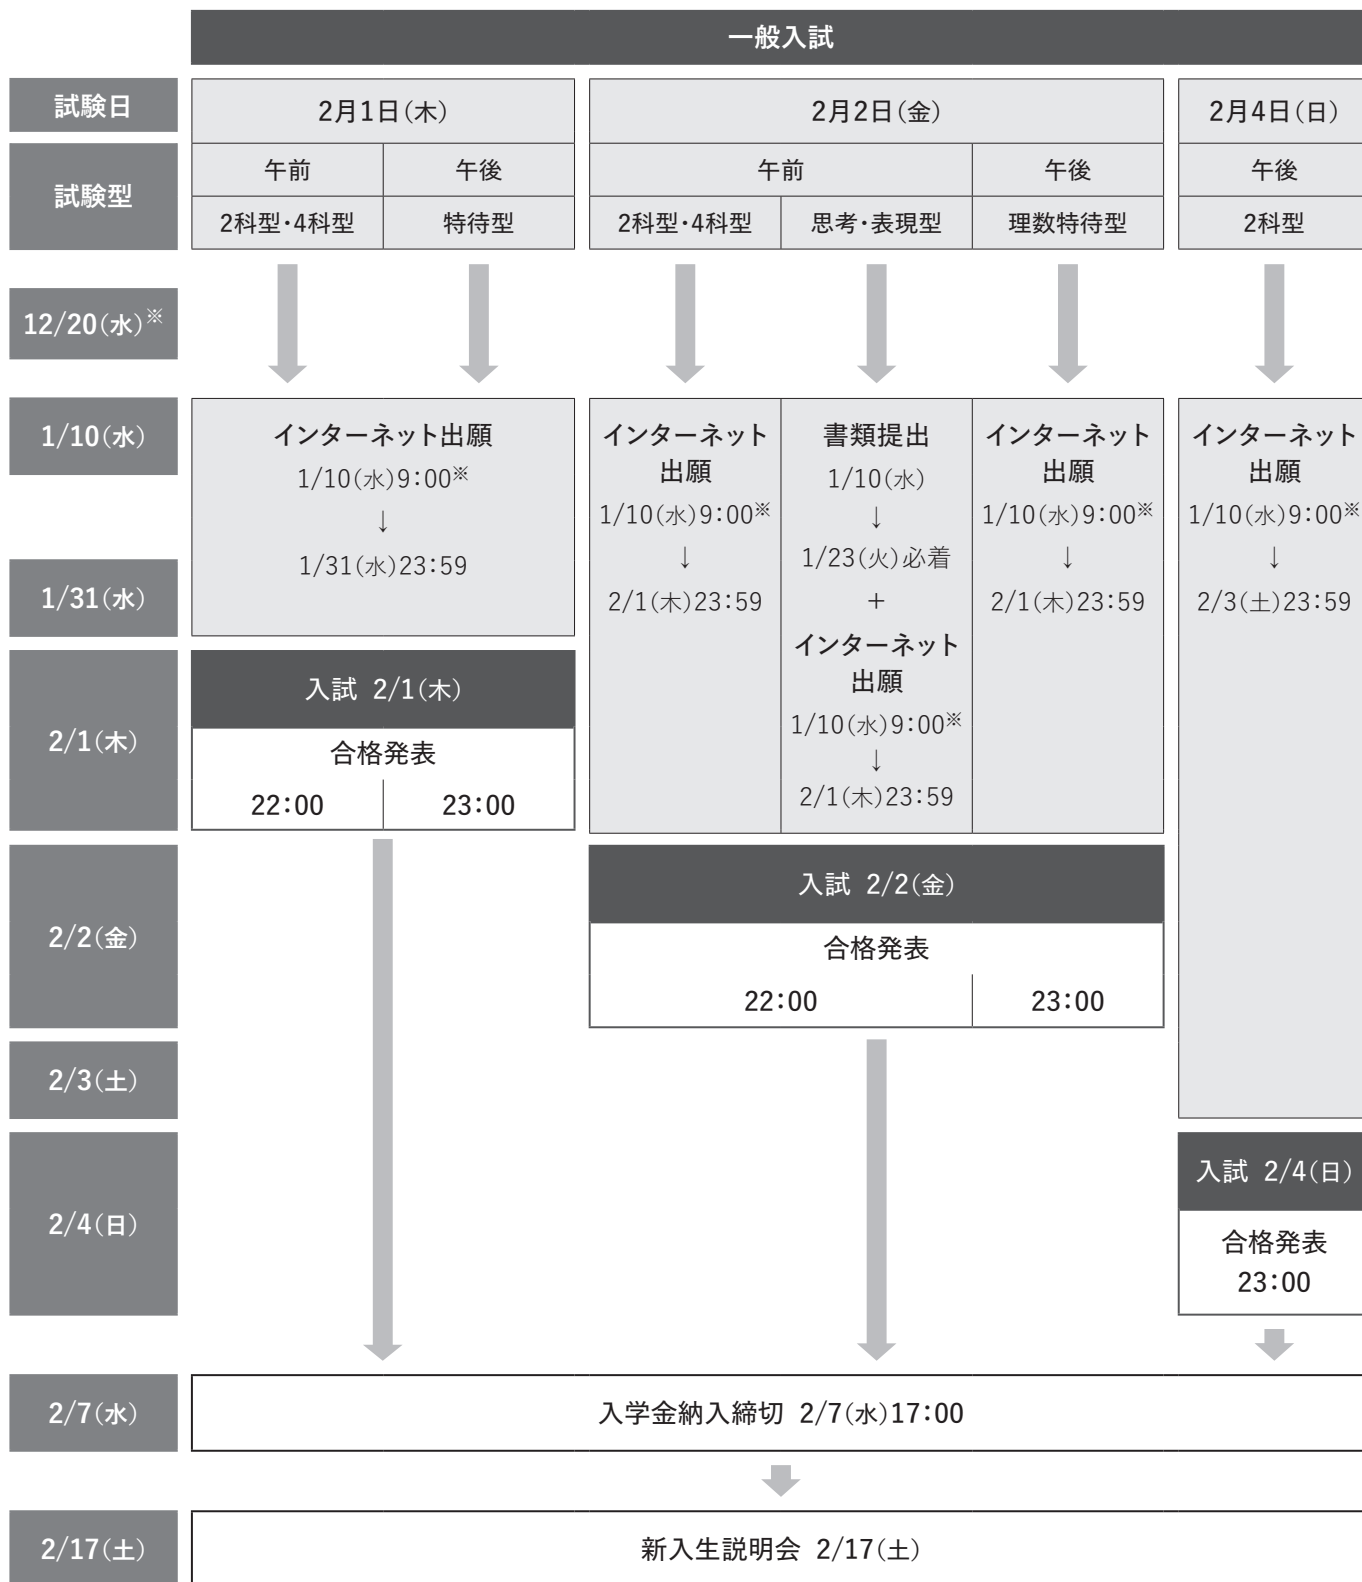 一般入試
試験日
2月1日(木)
2月2日(金)
2月4日(日)
試験型
午前
午後
午前
午後
午後
2科型・4科型
特待型
2科型・4科型
思考・表現型
理数特待型
2科型
12/20(水)※
1/10(水)
インターネット出願
1/10(水)9:00※
↓
1/31(水)23:59
インターネット
出願
1/10(水)9:00※
↓
2/1(木)23:59
書類提出
1/10(水)
↓
1/23(火)必着
+
インターネット
出願
1/10(水)9:00※
↓
2/1(木)23:59
インターネット
出願
1/10(水)9:00※
↓
2/1(木)23:59
インターネット
出願
1/10(水)9:00※
↓
2/3(土)23:59
1/31(水)
2/1(木)
入試 2/1(木)
合格発表
22:00
23:00
2/2(金)
入試 2/2(金)
合格発表
22:00
23:00
2/3(土)
2/4(日)
入試 2/4(日)
合格発表
23:00
2/7(水)
入学金納入締切 2/7(水)17:00
2/17(土)
新入生説明会 2/17(土)